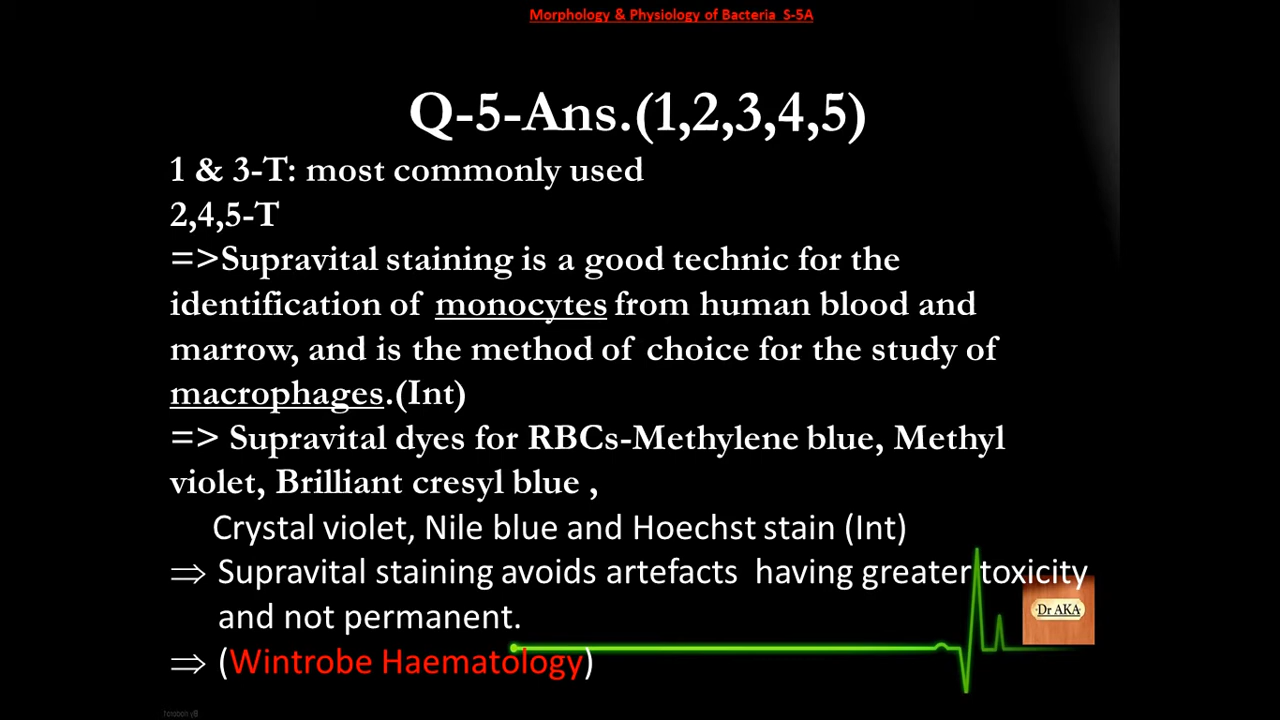 Morphology & Physiology of Bacteria S-5A
Q-5-Ans.(1,2,3,4,5)
1 & 3-T: most commonly used
2,4,5-T
=>Supravital staining is a good technic for the
identification of monocytes from human blood and
marrow, and is the method of choice for the study of
macrophages.(Int)
=> Supravital dyes for RBCs-Methylene blue, Methyl
violet, Brilliant cresyl blue ,
Crystal violet, Nile blue and Hoechst stain (Int)
⇒ Supravital staining avoids artefacts having greater toxicity
and not permanent.
Dr AKA
⇒ (Wintrobe Haematology)